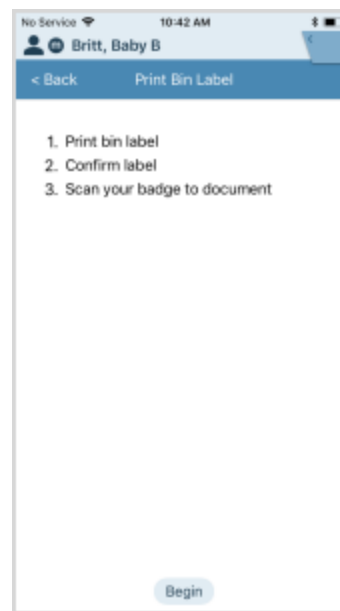 No Service 10:42 AM
Britt, Baby B
< Back Print Bin Label
1. Print bin label
2. Confirm label
3. Scan your badge to document
Begin